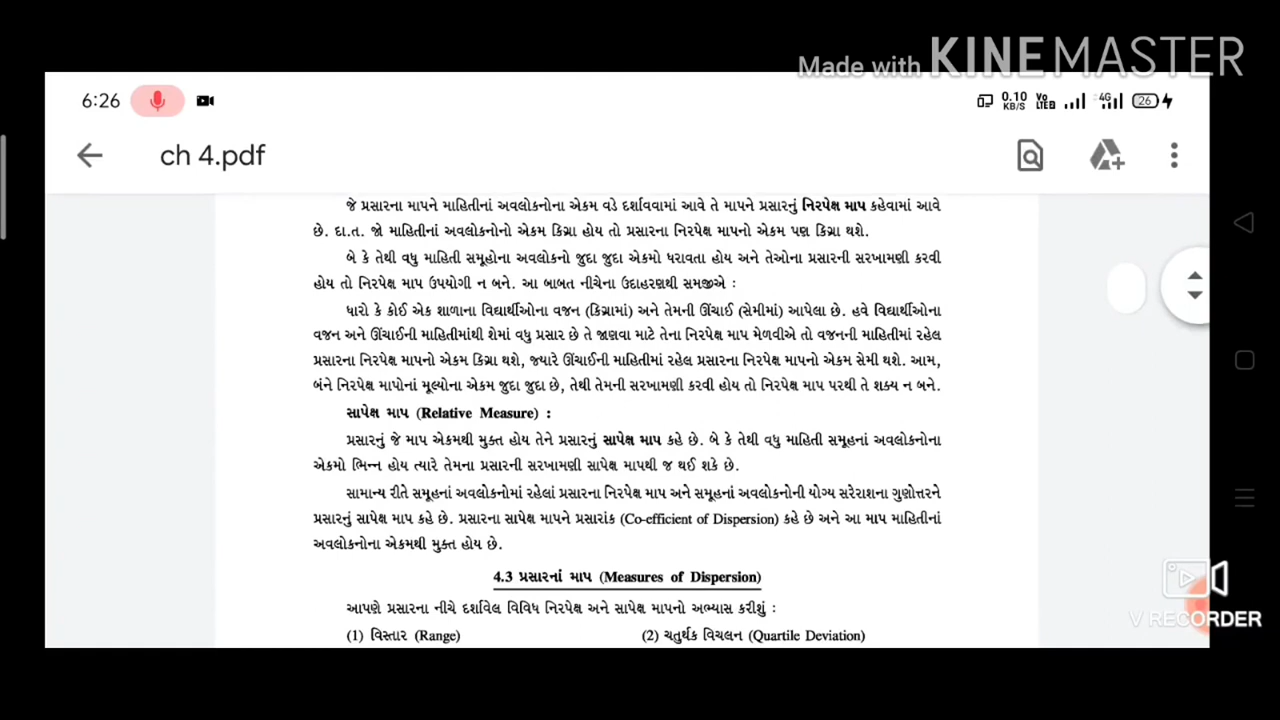 Made with KINEMASTER
6:26 0.10 KB/S Vo LTE 2 4G 26
ch 4.pdf
જે પ્રસારના માપને માહિતીનાં અવલોકનોના એકમ વડે દર્શાવવામાં આવે તે માપને પ્રસારનું નિરપેક્ષ માપ કહેવામાં આવે
છે. દા.ત. જો માહિતીનાં અવલોકનોનો એકમ કિગ્રા હોય તો પ્રસારના નિરપેક્ષ માપનો એકમ પણ કિગ્રા થશે.
બે કે તેથી વધુ માહિતી સમૂહોના અવલોકનો જુદા જુદા એકમો ધરાવતા હોય અને તેઓના પ્રસારની સરખામણી કરવી
હોય તો નિરપેક્ષ માપ ઉપયોગી ન બને. આ બાબત નીચેના ઉદાહરણથી સમજીએ :
ધારો કે કોઈ એક શાળાના વિદ્યાર્થીઓના વજન (કિગ્રામાં) અને તેમની ઊંચાઈ (સેમીમાં) આપેલા છે. હવે વિદ્યાર્થીઓના
વજન અને ઊંચાઈની માહિતીમાંથી શેમાં વધુ પ્રસાર છે તે જાણવા માટે તેના નિરપેક્ષ માપ મેળવીએ તો વજનની માહિતીમાં રહેલ
પ્રસારના નિરપેક્ષ માપનો એકમ કિગ્રા થશે, જ્યારે ઊંચાઈની માહિતીમાં રહેલ પ્રસારના નિરપેક્ષ માપનો એકમ સેમી થશે. આમ,
બંને નિરપેક્ષ માપોનાં મૂલ્યોના એકમ જુદા જુદા છે, તેથી તેમની સરખામણી કરવી હોય તો નિરપેક્ષ માપ પરથી તે શક્ય ન બને.
સાપેક્ષ માપ (Relative Measure) :
પ્રસારનું જે માપ એકમથી મુક્ત હોય તેને પ્રસારનું સાપેક્ષ માપ કહે છે. બે કે તેથી વધુ માહિતી સમૂહનાં અવલોકનોના
એકમો ભિન્ન હોય ત્યારે તેમના પ્રસારની સરખામણી સાપેક્ષ માપથી જ થઈ શકે છે.
સામાન્ય રીતે સમૂહનાં અવલોકનોમાં રહેલાં પ્રસારના નિરપેક્ષ માપ અને સમૂહનાં અવલોકનોની યોગ્ય સરેરાશના ગુણોત્તરને
પ્રસારનું સાપેક્ષ માપ કહે છે. પ્રસારના સાપેક્ષ માપને પ્રસારાંક (Co-efficient of Dispersion) કહે છે અને આ માપ માહિતીનાં
અવલોકનોના એકમથી મુક્ત હોય છે.
4.3 પ્રસારનાં માપ (Measures of Dispersion)
આપણે પ્રસારના નીચે દર્શાવેલ વિવિધ નિરપેક્ષ અને સાપેક્ષ માપનો અભ્યાસ કરીશું :
(1) વિસ્તાર (Range) (2) ચતુર્થક વિચલન (Quartile Deviation)
V RECORDER